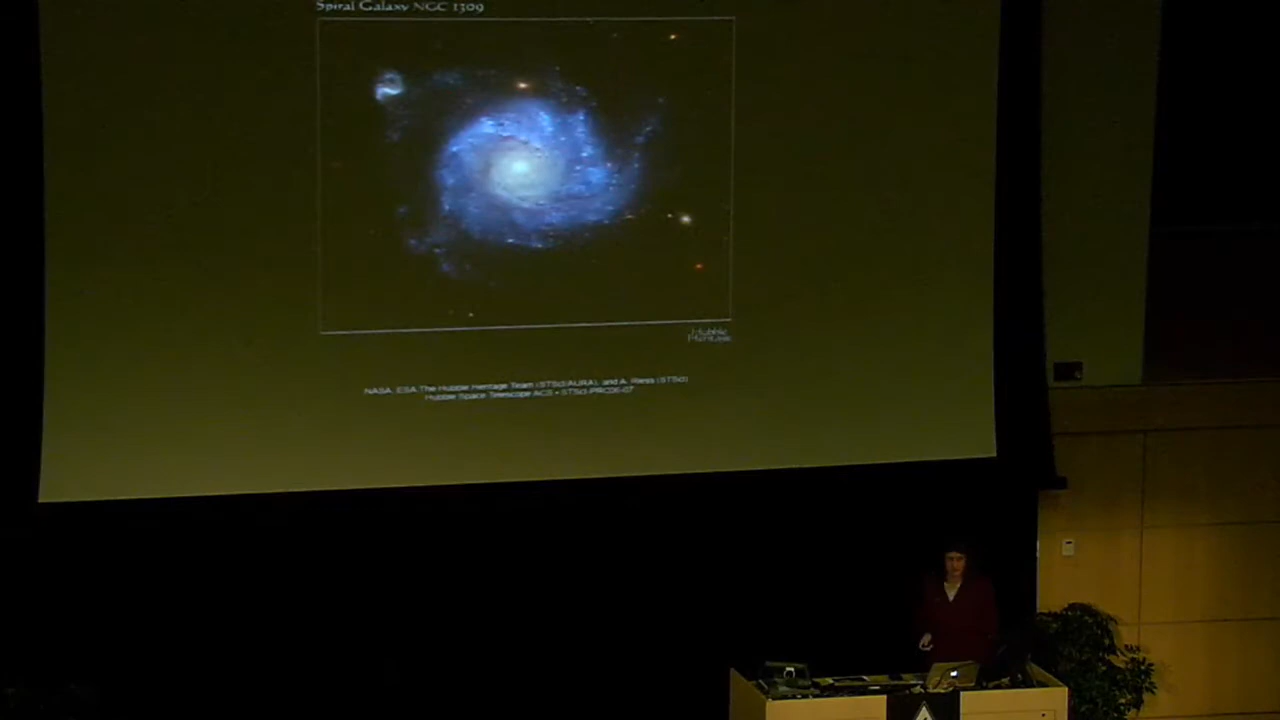 Spiral Galaxy NGC 1309
Hubble
Heritage
NASA, ESA, The Hubble Heritage Team (STScI/AURA), and A. Riess (STScI)
Hubble Space Telescope ACS • STScI-PRC06-07